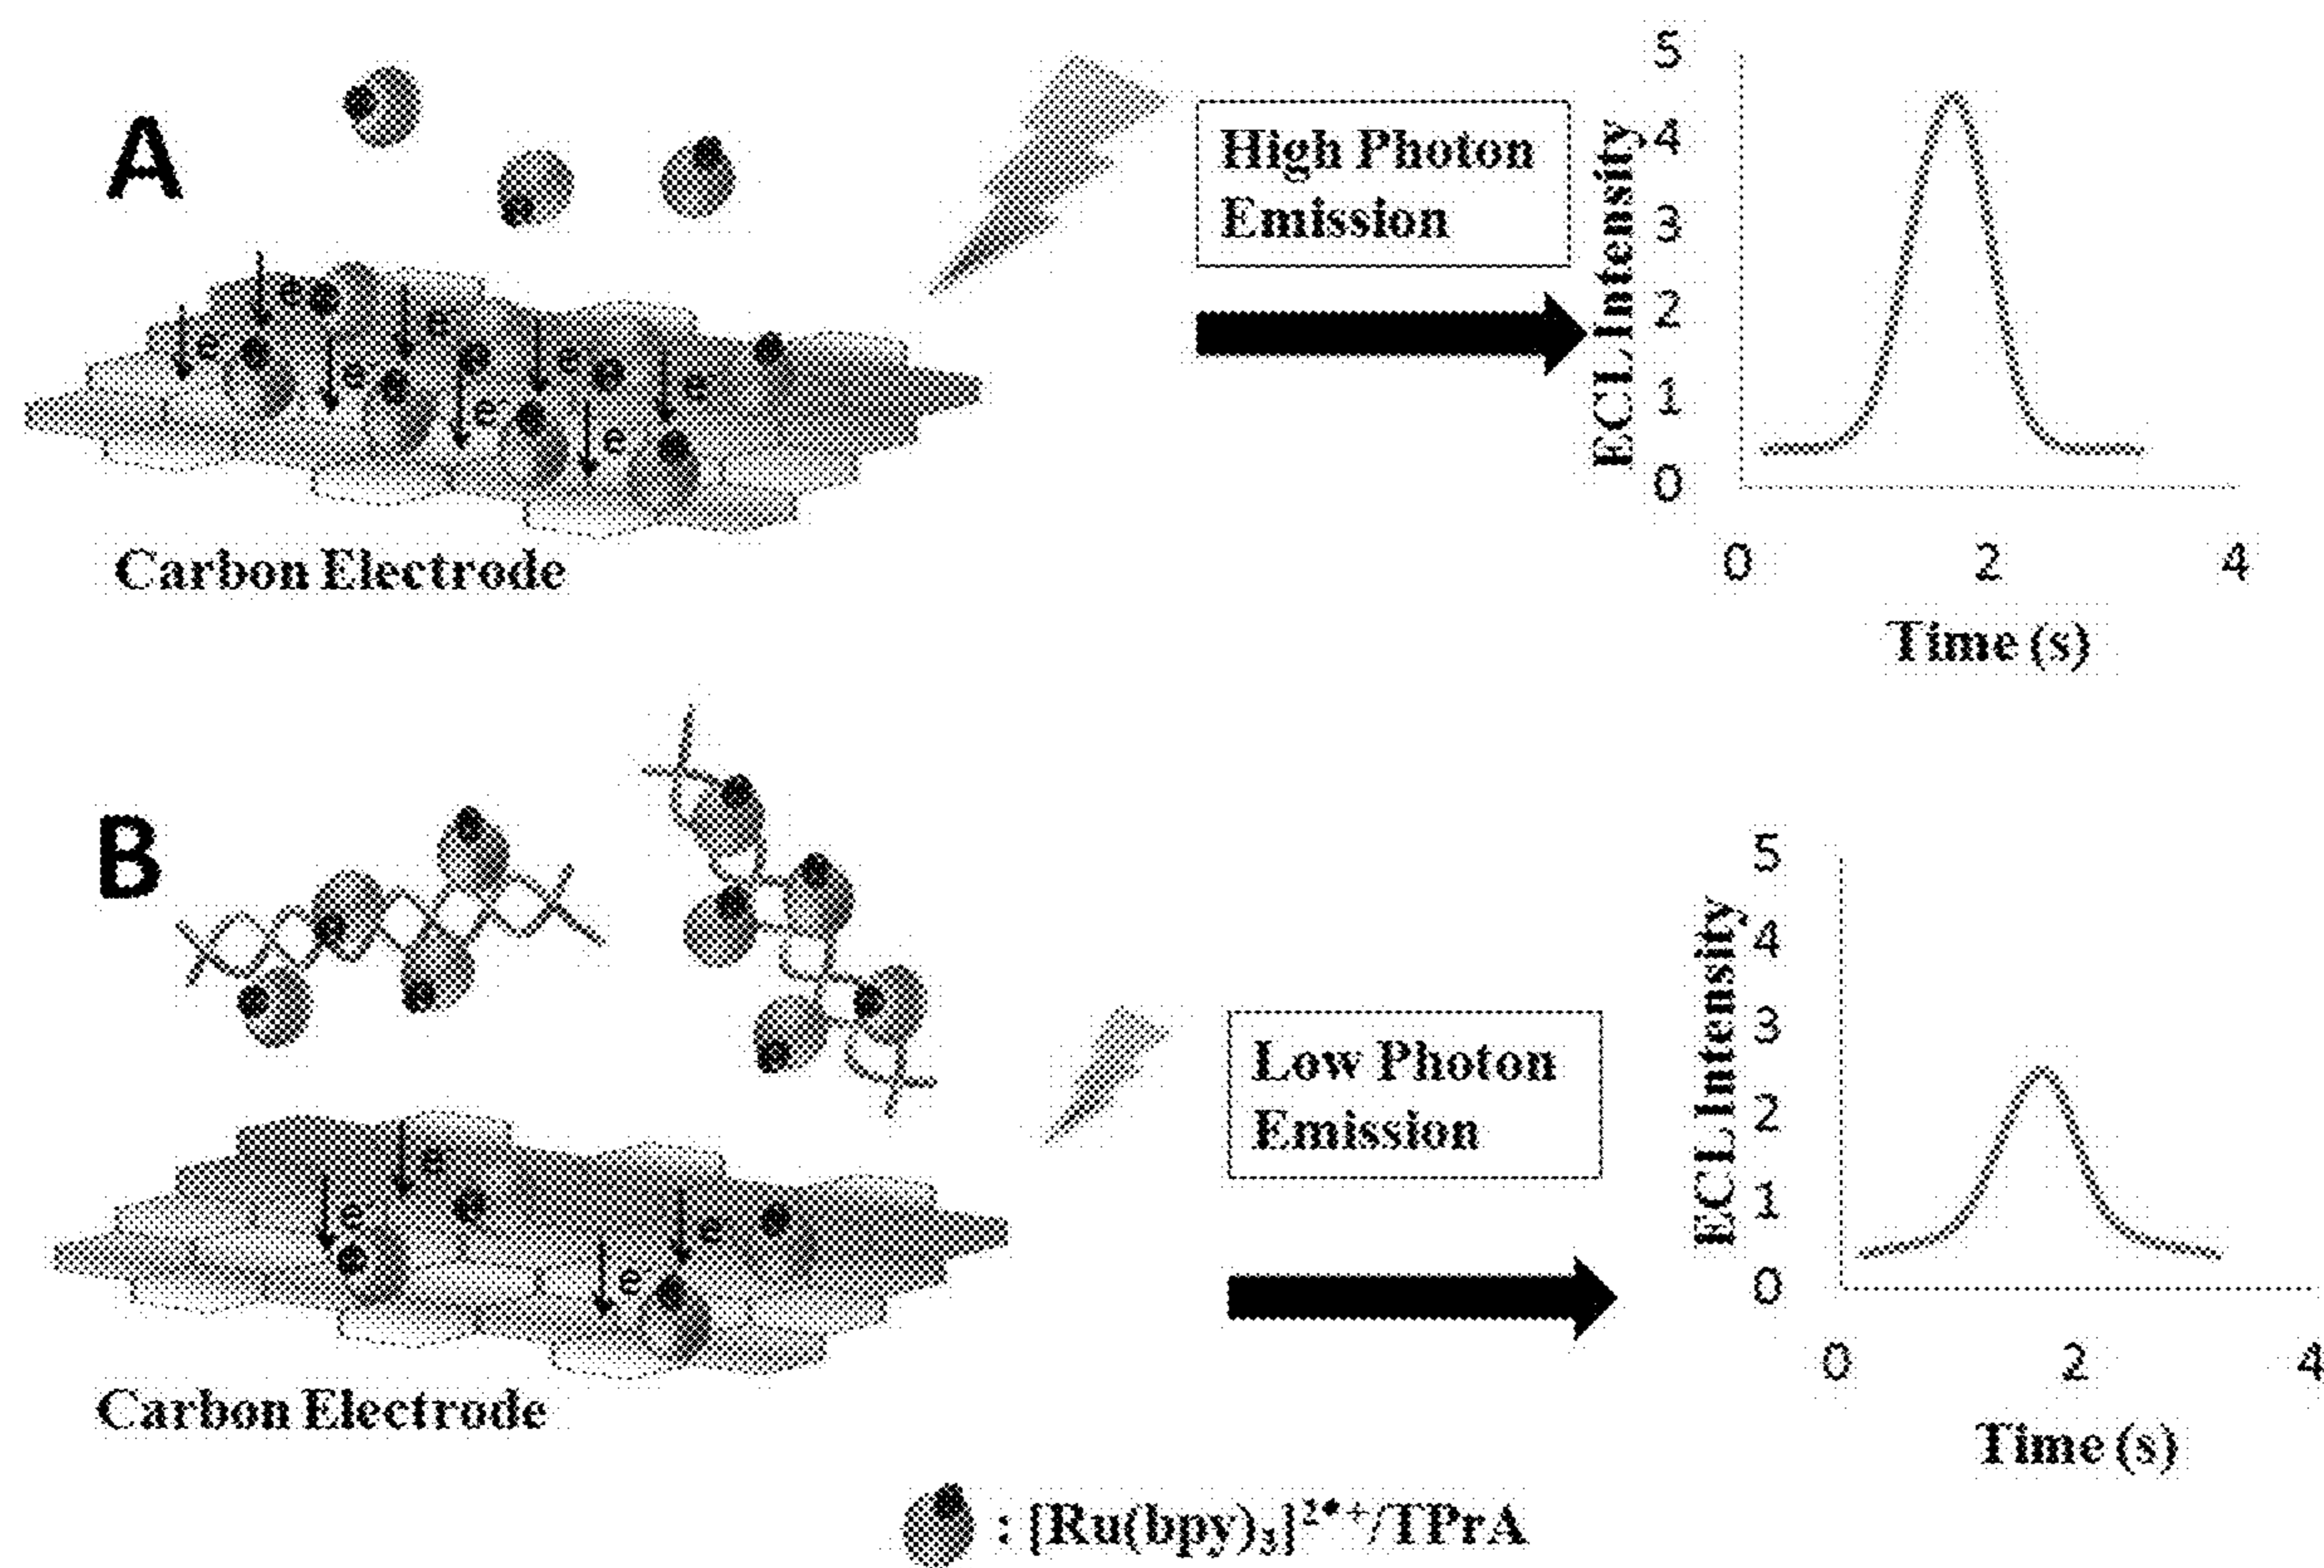 A
e
e
e
e
e
e
e
e
Carbon Electrode
High Photon
Emission
ECL Intensity
5
4
3
2
1
0
0 2 4
Time (s)
B
e
e
e
e
Carbon Electrode
Low Photon
Emission
ECL Intensity
5
4
3
2
1
0
0 2 4
Time (s)
: [Ru(bpy)₃]²•⁺/TPrA